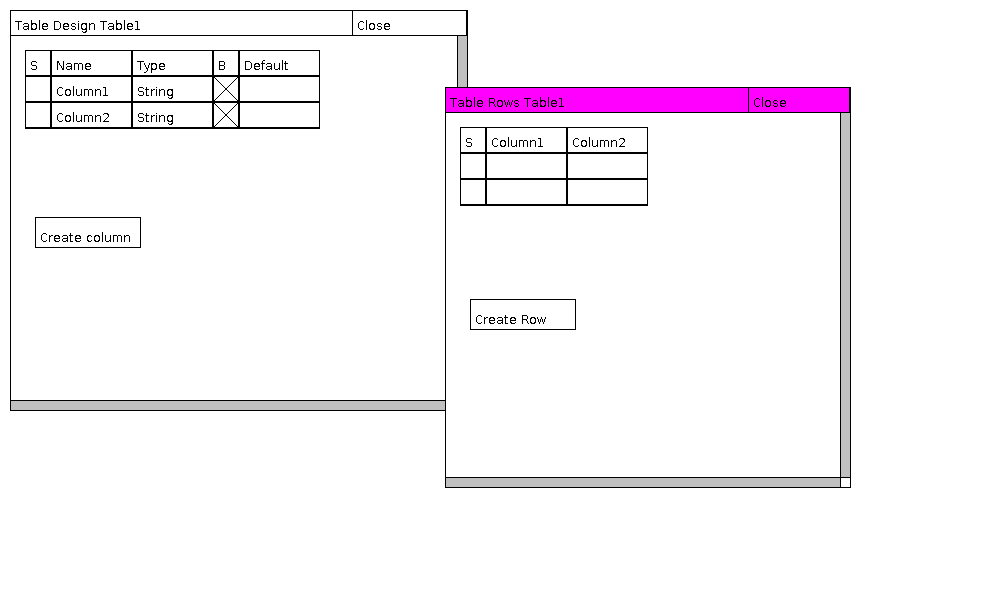 Table Design Table1 Close
S Name Type B Default
Column1 String
Column2 String
Create column
Table Rows Table1 Close
S Column1 Column2
Create Row